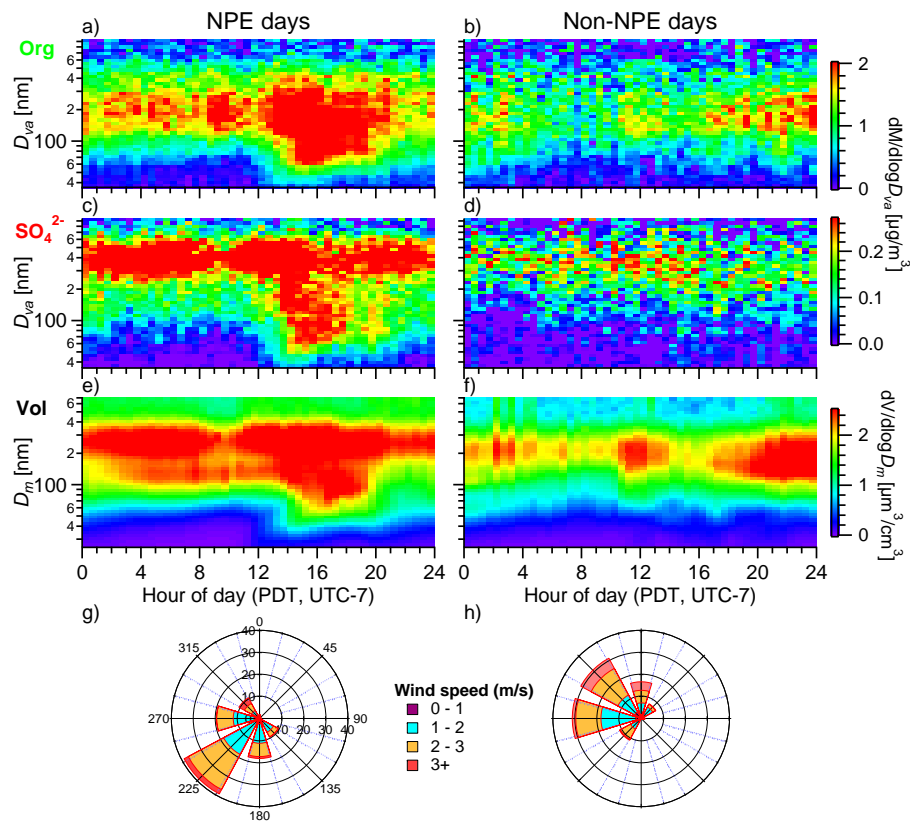 NPE days
Non-NPE days
a)
b)
Org
D_va [nm]
6
4
2
100
6
4
2
1
0
dM/dlogD_va [µg/m³]
c)
d)
SO₄²⁻
D_va [nm]
6
4
2
100
6
4
0.2
0.1
0.0
e)
f)
Vol
D_m [nm]
6
4
2
100
6
4
2
1
0
dV/dlogD_m [µm³/cm³]
0 4 8 12 16 20 24
0 4 8 12 16 20 24
Hour of day (PDT, UTC-7)
Hour of day (PDT, UTC-7)
g)
h)
0
45
90
135
180
225
270
315
40
30
20
10
0
10 20 30 40
Wind speed (m/s)
0 - 1
1 - 2
2 - 3
3+